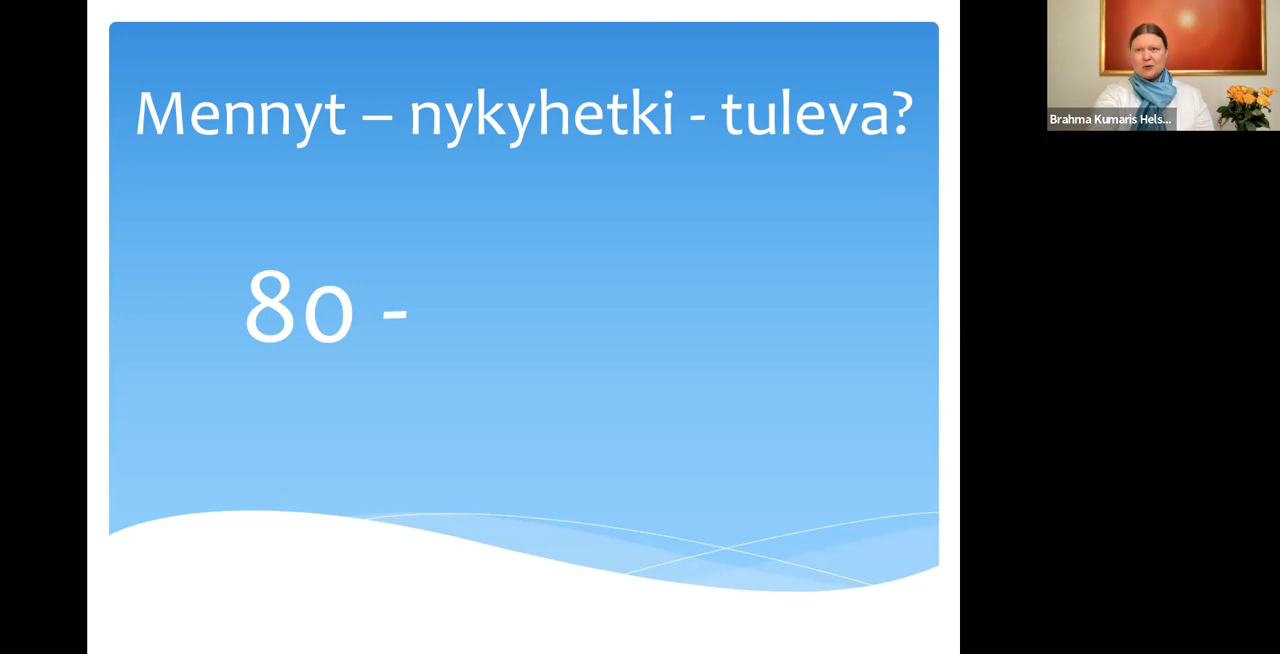 Mennyt – nykyhetki - tuleva?
80 -
Brahma Kumaris Hels...